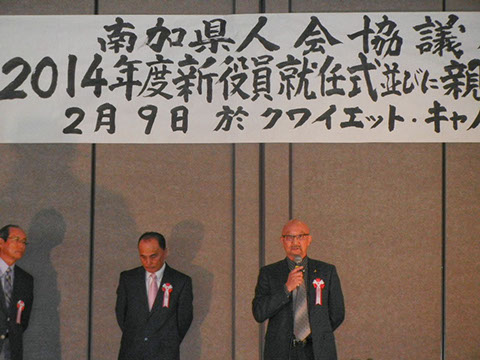 南加県人会協議
2014年度新役員就任式並びに親
2月9日 於 クワイエット・キャノ